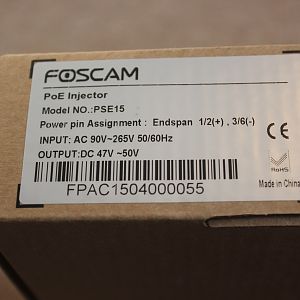 FOSCAM
PoE Injector
Model NO.:PSE15
Power pin Assignment : Endspan 1/2(+) , 3/6(-)
INPUT: AC 90V~265V 50/60Hz
OUTPUT:DC 47V ~50V
CE
RoHS
FPAC1504000055
Made in China